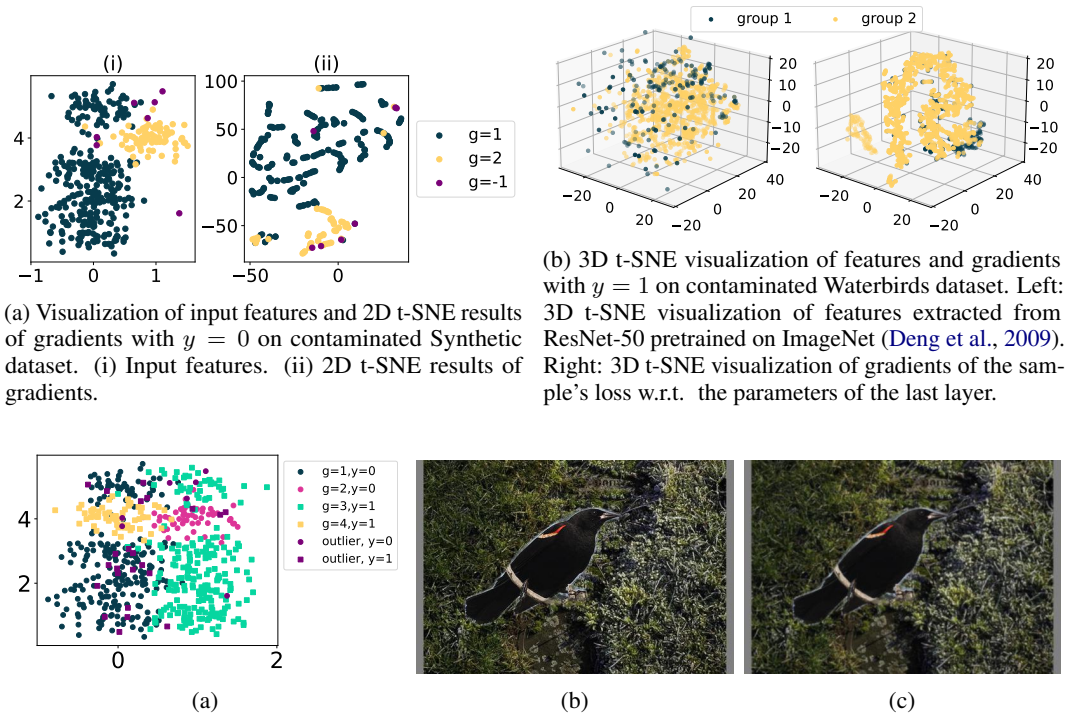 (i)
(ii)
100
50
0
−50
4
2
−1
0
1
−50
0
g=1
g=2
g=-1
(a) Visualization of input features and 2D t-SNE results
of gradients with y = 0 on contaminated Synthetic
dataset. (i) Input features. (ii) 2D t-SNE results of
gradients.
group 1
group 2
20
10
0
−10
−20
−20
0
20
−20
0
20
40
20
10
0
−10
−20
−20
0
20
−20
0
20
40
(b) 3D t-SNE visualization of features and gradients
with y = 1 on contaminated Waterbirds dataset. Left:
3D t-SNE visualization of features extracted from
ResNet-50 pretrained on ImageNet (Deng et al., 2009).
Right: 3D t-SNE visualization of gradients of the sam-
ple's loss w.r.t. the parameters of the last layer.
4
2
0
2
g=1,y=0
g=2,y=0
g=3,y=1
g=4,y=1
outlier, y=0
outlier, y=1
(a)
(b)
(c)